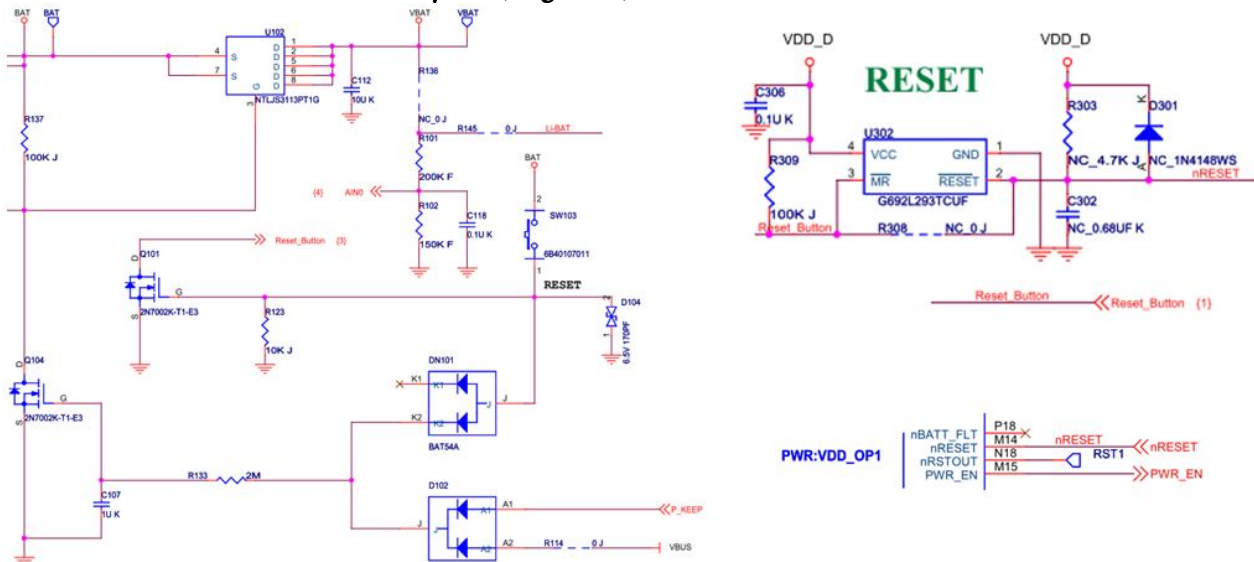 BAT
BAT
VBAT
VBAT
U102
4
S
D
1
D
2
7
S
D
5
D
6
G
D
8
3
NTLJS3113PT1G
C112
10U K
R136
NC_0 J
R145
0 J
Li-BAT
R137
100K J
R101
200K F
BAT
{4}
AIN0
R102
150K F
C118
0.1U K
2
SW103
6B40107011
1
Reset_Button {3}
Q101
D
G
S
2N7002K-T1-E3
RESET
R123
10K J
2
D104
1
6.5V 170PF
Q104
D
G
S
2N7002K-T1-E3
DN101
K1
K1
J
J
K2
K2
BAT54A
R133
2M
C107
1U K
D102
J
J
A1
A1
P_KEEP
A2
A2
R114
0 J
VBUS
VDD_D
VDD_D
RESET
C306
0.1U K
R309
100K J
U302
4
VCC
GND
1
3
MR
RESET
2
G692L293TCUF
R303
NC_4.7K J
K
D301
NC_1N4148WS
A
nRESET
C302
NC_0.68UF K
Reset_Button
R308
NC_0 J
Reset_Button
Reset_Button {1}
PWR:VDD_OP1
nBATT_FLT
P18
nRESET
M14
nRESET
nRESET
nRSTOUT
N18
RST1
PWR_EN
M15
PWR_EN